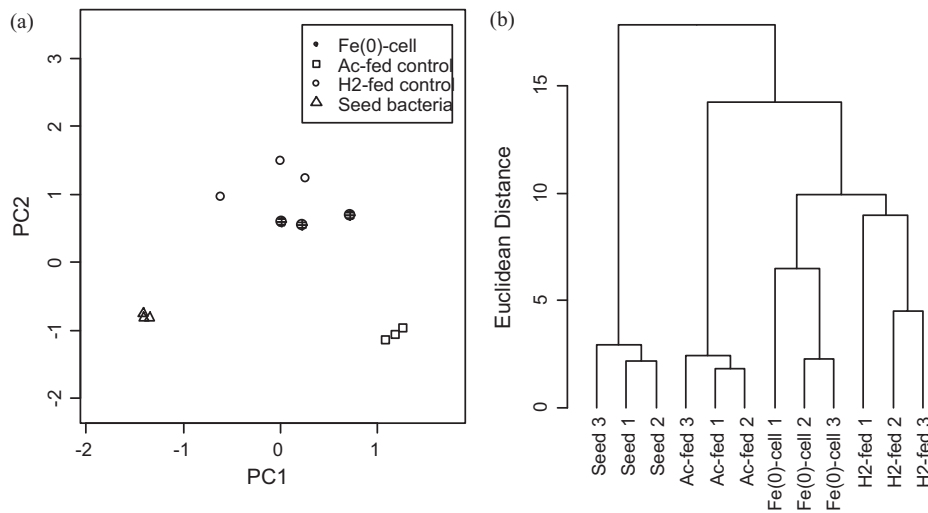 (a)
3
2
1
0
-1
-2
PC2
-2
-1
0
1
PC1
Fe(0)-cell
Ac-fed control
H2-fed control
Seed bacteria
(b)
15
10
5
0
Euclidean Distance
Seed 3
Seed 1
Seed 2
Ac-fed 3
Ac-fed 1
Ac-fed 2
Fe(0)-cell 1
Fe(0)-cell 2
Fe(0)-cell 3
H2-fed 1
H2-fed 2
H2-fed 3